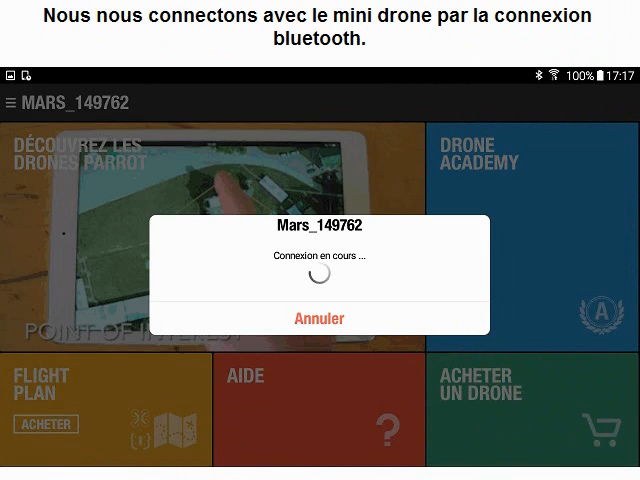 Nous nous connectons avec le mini drone par la connexion
bluetooth.
100% 17:17
MARS_149762
DÉCOUVREZ LES
DRONES PARROT
DRONE
ACADEMY
Mars_149762
Connexion en cours ...
Annuler
POINT OF INTEREST
A
FLIGHT
PLAN
ACHETER
AIDE
?
ACHETER
UN DRONE